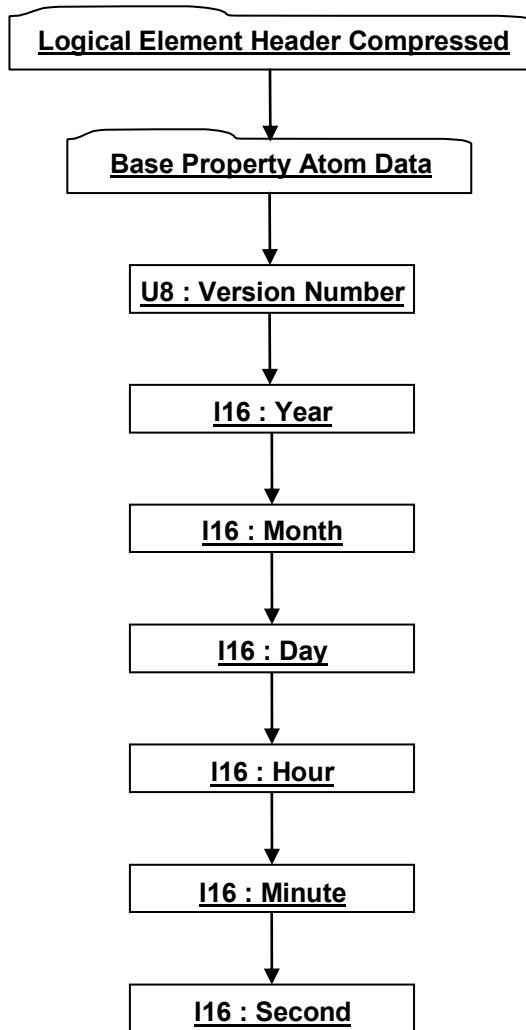 Logical Element Header Compressed
Base Property Atom Data
U8 : Version Number
I16 : Year
I16 : Month
I16 : Day
I16 : Hour
I16 : Minute
I16 : Second